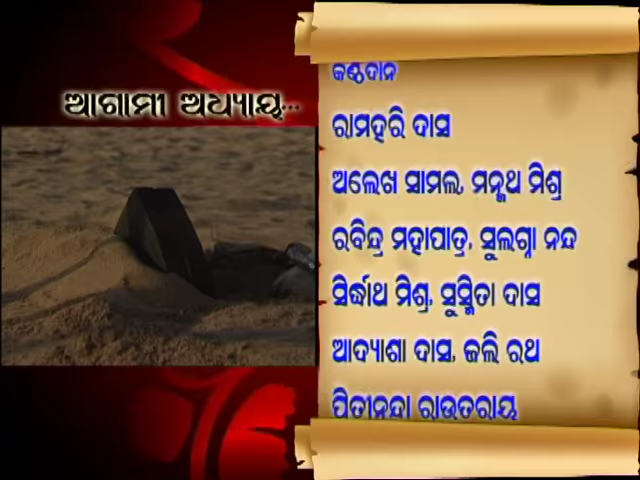 ଆଗାମୀ ଅଧ୍ୟାୟ...
କଣ୍ଠଦାନ
ରାମହରି ଦାସ
ଅଲେଖ ସାମଲ, ମନ୍ମଥ ମିଶ୍ର
ରବିନ୍ଦ୍ର ମହାପାତ୍ର, ସୁଲଗ୍ନା ନନ୍ଦ
ସିର୍ଦ୍ଧାଥ ମିଶ୍ର, ସୁସ୍ମିତା ଦାସ
ଆଦ୍ୟାଶା ଦାସ, ଜଲି ରଥ
ପିତୀନନ୍ଦା ରାଉତରାୟ